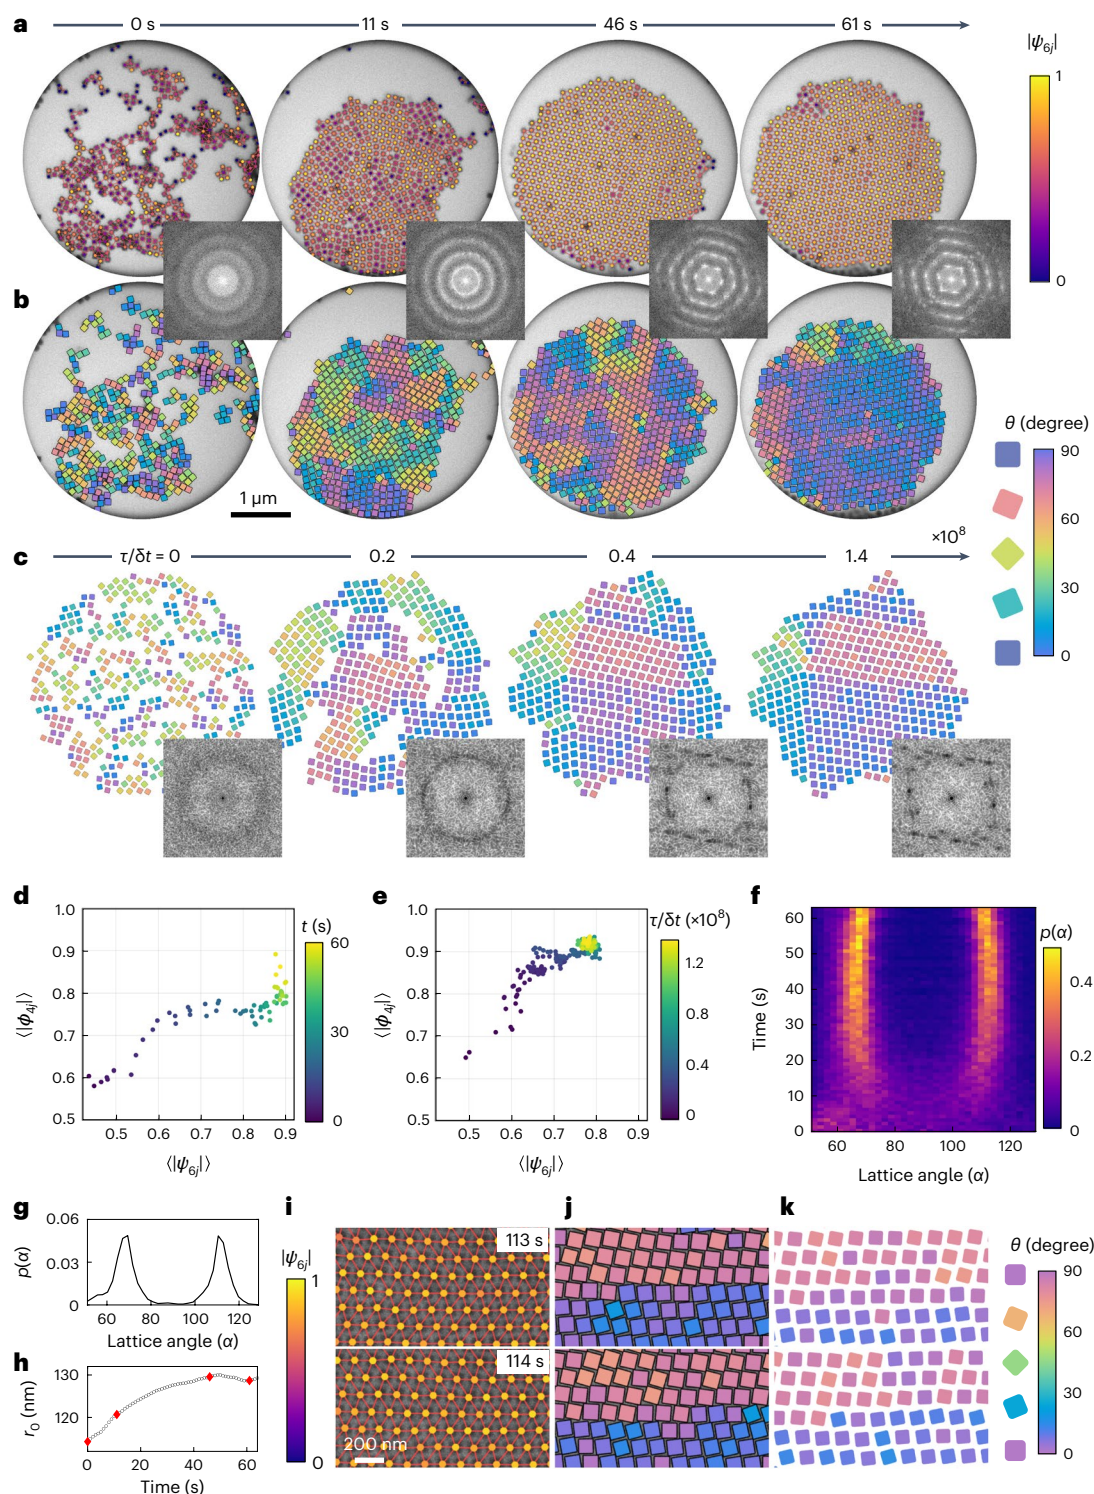 a
0 s
11 s
46 s
61 s
|ψ6j|
1
0
b
1 µm
θ (degree)
90
60
30
0
c
τ/δt = 0
0.2
0.4
1.4
×10⁸
d
1.0
0.9
0.8
0.7
0.6
0.5
⟨|ϕ4j|⟩
0.5
0.6
0.7
0.8
0.9
⟨|ψ6j|⟩
t (s)
60
30
0
e
1.0
0.9
0.8
0.7
0.6
0.5
⟨|ϕ4j|⟩
0.5
0.6
0.7
0.8
0.9
⟨|ψ6j|⟩
τ/δt (×10⁸)
1.2
0.8
0.4
0
f
60
50
40
30
20
10
0
Time (s)
60
80
100
120
Lattice angle (α)
p(α)
0.4
0.2
0
g
0.06
0.03
0
p(α)
60
80
100
120
Lattice angle (α)
h
130
120
r0 (nm)
0
20
40
60
Time (s)
i
|ψ6j|
1
0
113 s
114 s
200 nm
j
k
θ (degree)
90
60
30
0